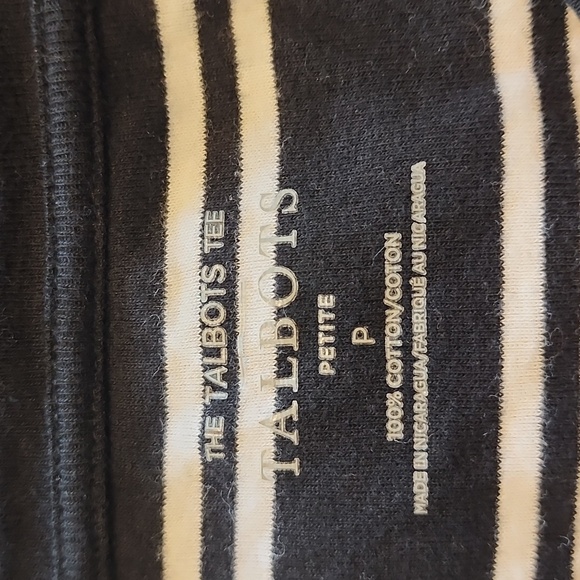 THE TALBOTS TEE
TALBOTS
PETITE
P
100% COTTON/COTON
MADE IN NICARAGUA/FABRIQUÉ AU NICARAGUA